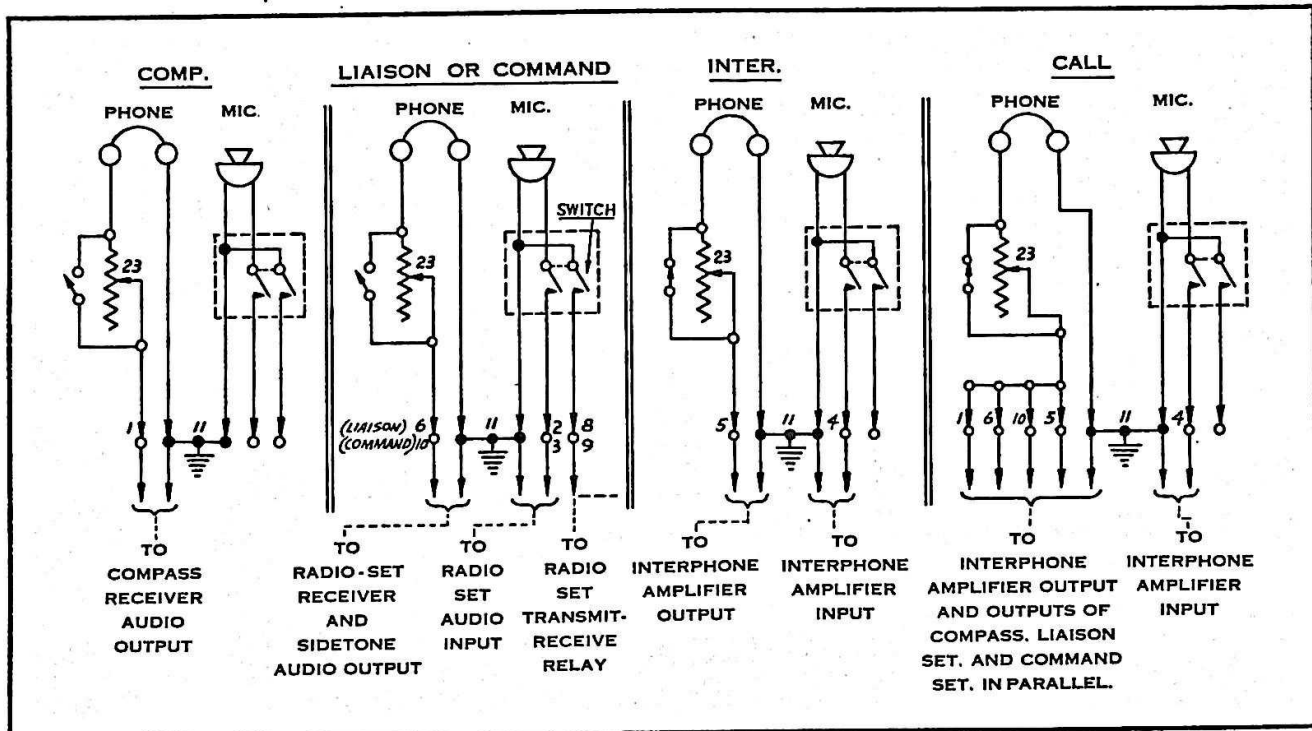 COMP.
PHONE MIC.
23
1
11
TO
COMPASS
RECEIVER
AUDIO
OUTPUT
LIAISON OR COMMAND
PHONE MIC.
SWITCH
23
(LIAISON) 6
(COMMAND) 10
11
2
3
8
9
TO
RADIO-SET
RECEIVER
AND
SIDETONE
AUDIO OUTPUT
TO
RADIO
SET
AUDIO
INPUT
TO
RADIO
SET
TRANSMIT-
RECEIVE
RELAY
INTER.
PHONE MIC.
23
5
11
4
TO
INTERPHONE
AMPLIFIER
OUTPUT
TO
INTERPHONE
AMPLIFIER
INPUT
CALL
PHONE MIC.
23
1 6 10 5
11
4
TO
INTERPHONE
AMPLIFIER OUTPUT
AND OUTPUTS OF
COMPASS. LIAISON
SET. AND COMMAND
SET. IN PARALLEL.
TO
INTERPHONE
AMPLIFIER
INPUT